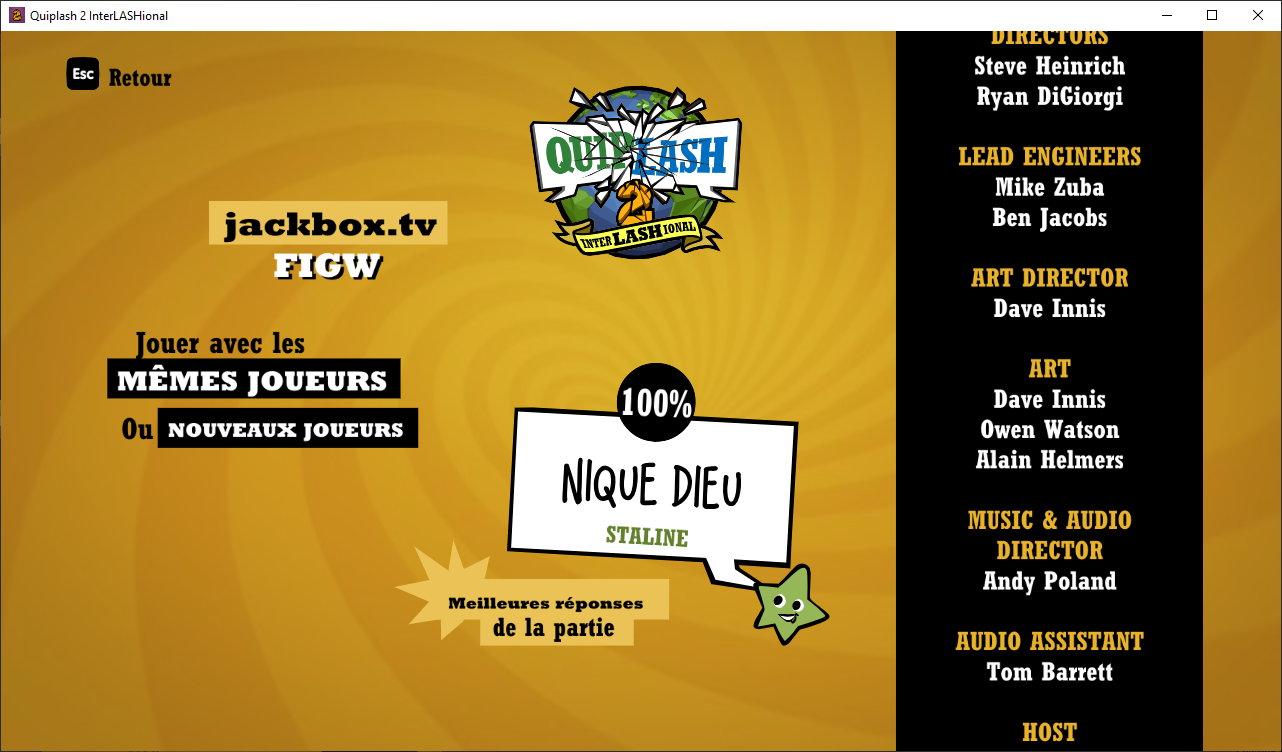 Quiplash 2 InterLASHional
Esc Retour
QUIPLASH
2
INTERLASHIONAL
jackbox.tv
FIGW
Jouer avec les
MÊMES JOUEURS
Ou NOUVEAUX JOUEURS
100%
NIQUE DIEU
STALINE
Meilleures réponses
de la partie
DIRECTORS
Steve Heinrich
Ryan DiGiorgi
LEAD ENGINEERS
Mike Zuba
Ben Jacobs
ART DIRECTOR
Dave Innis
ART
Dave Innis
Owen Watson
Alain Helmers
MUSIC & AUDIO
DIRECTOR
Andy Poland
AUDIO ASSISTANT
Tom Barrett
HOST